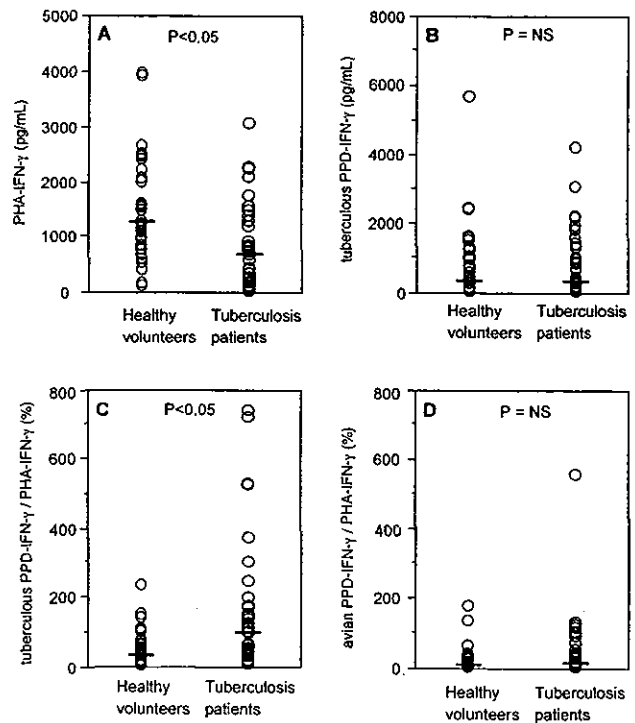 A
P<0,05
5000
4000
3000
2000
1000
0
PHA-IFN-γ (pg/mL)
Healthy volunteers
Tuberculosis patients
B
P = NS
8000
6000
4000
2000
0
tuberculous PPD-IFN-γ (pg/mL)
Healthy volunteers
Tuberculosis patients
C
P<0,05
800
600
400
200
0
tuberculous PPD-IFN-γ / PHA-IFN-γ (%)
Healthy volunteers
Tuberculosis patients
D
P = NS
800
600
400
200
0
avian PPD-IFN-γ / PHA-IFN-γ (%)
Healthy volunteers
Tuberculosis patients